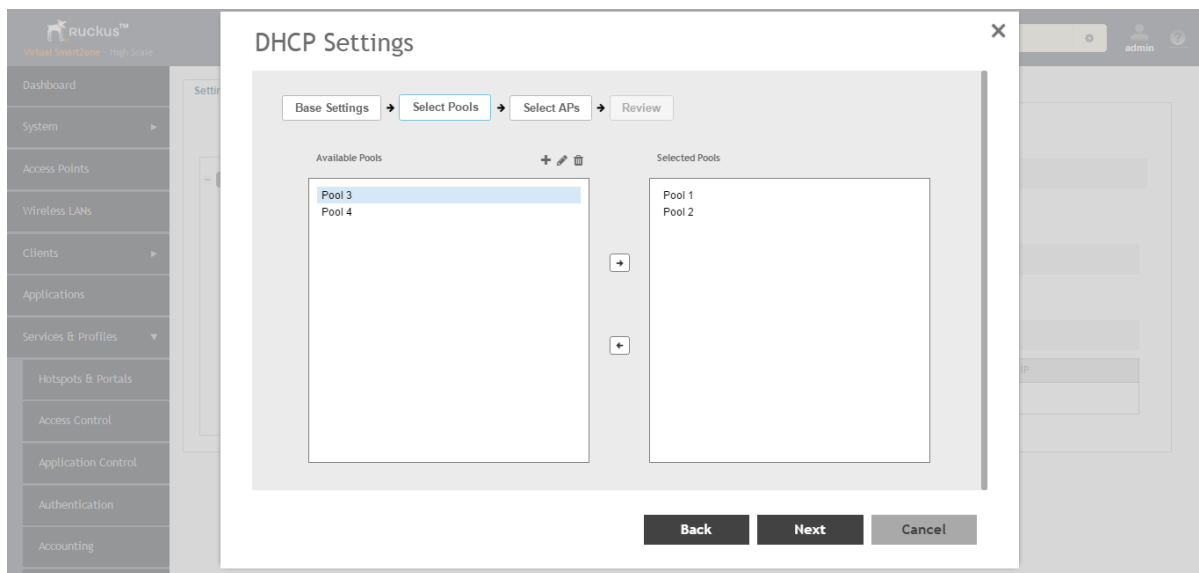 RUCKUS™
Virtual SmartZone - High Scale
admin
Dashboard
System
Access Points
Wireless LANs
Clients
Applications
Services & Profiles
Hotspots & Portals
Access Control
Application Control
Authentication
Accounting
DHCP Settings
Base Settings
Select Pools
Select APs
Review
Available Pools
Selected Pools
Pool 3
Pool 4
Pool 1
Pool 2
Back
Next
Cancel